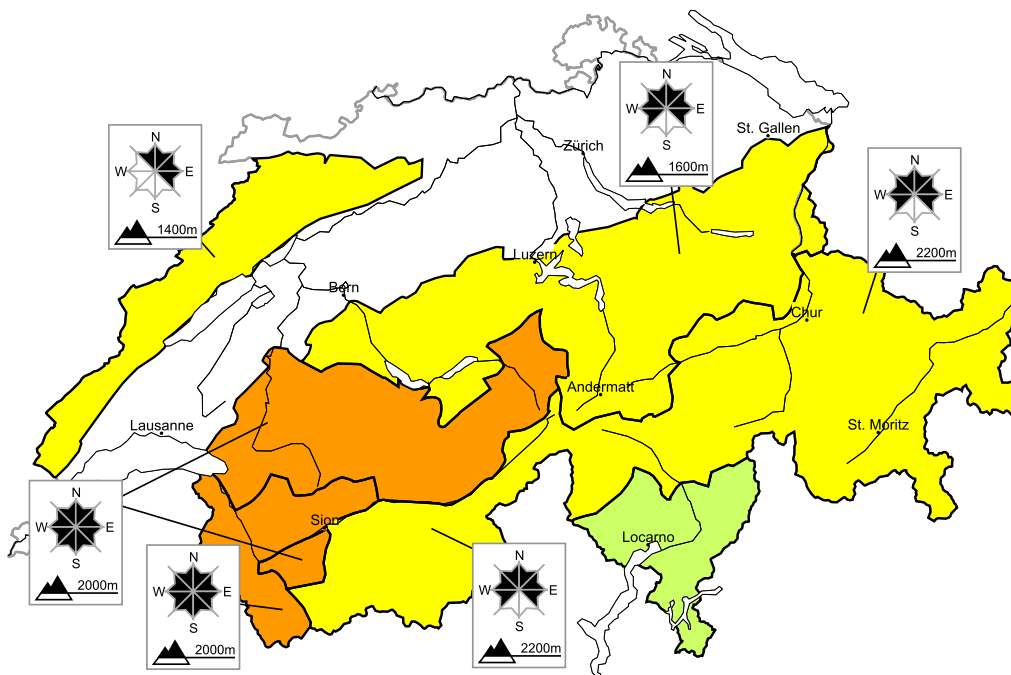 N
W E
S
1600m
St. Gallen
Zürich
N
W E
S
1400m
N
W E
S
2200m
Luzern
Bern
Chur
Andermatt
Lausanne
St. Moritz
N
W E
S
2000m
Sion
Locarno
N
W E
S
2000m
N
W E
S
2200m